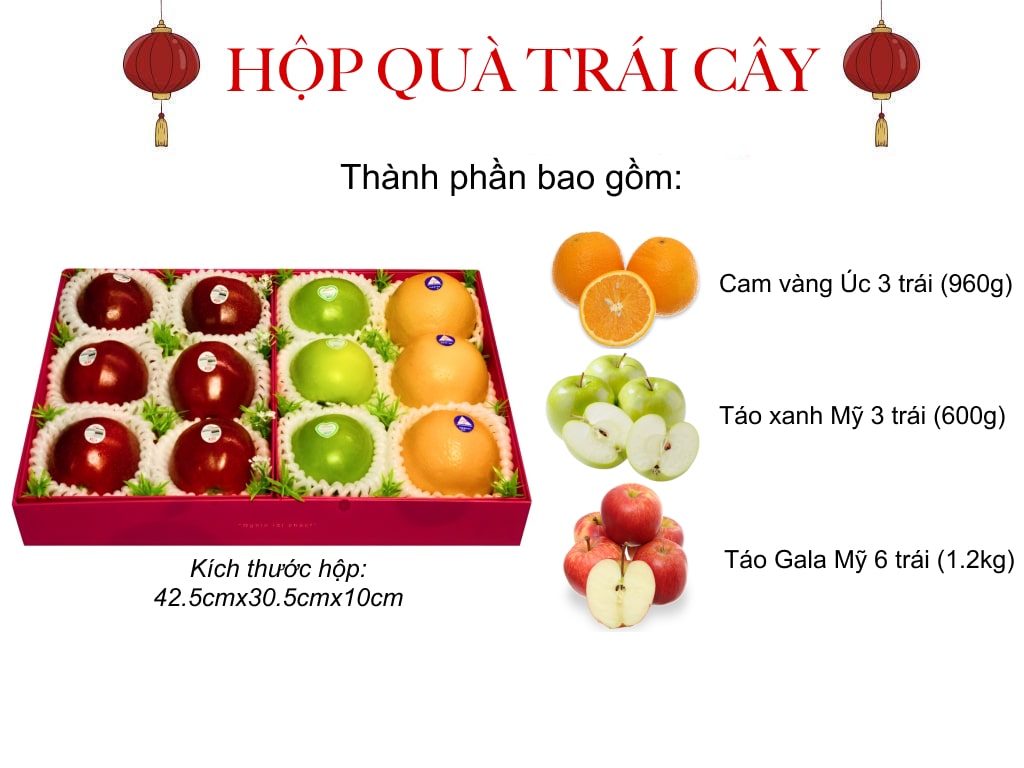 HỘP QUÀ TRÁI CÂY
Thành phần bao gồm:
Cam vàng Úc 3 trái (960g)
Táo xanh Mỹ 3 trái (600g)
Táo Gala Mỹ 6 trái (1.2kg)
Kích thước hộp:
42.5cmx30.5cmx10cm